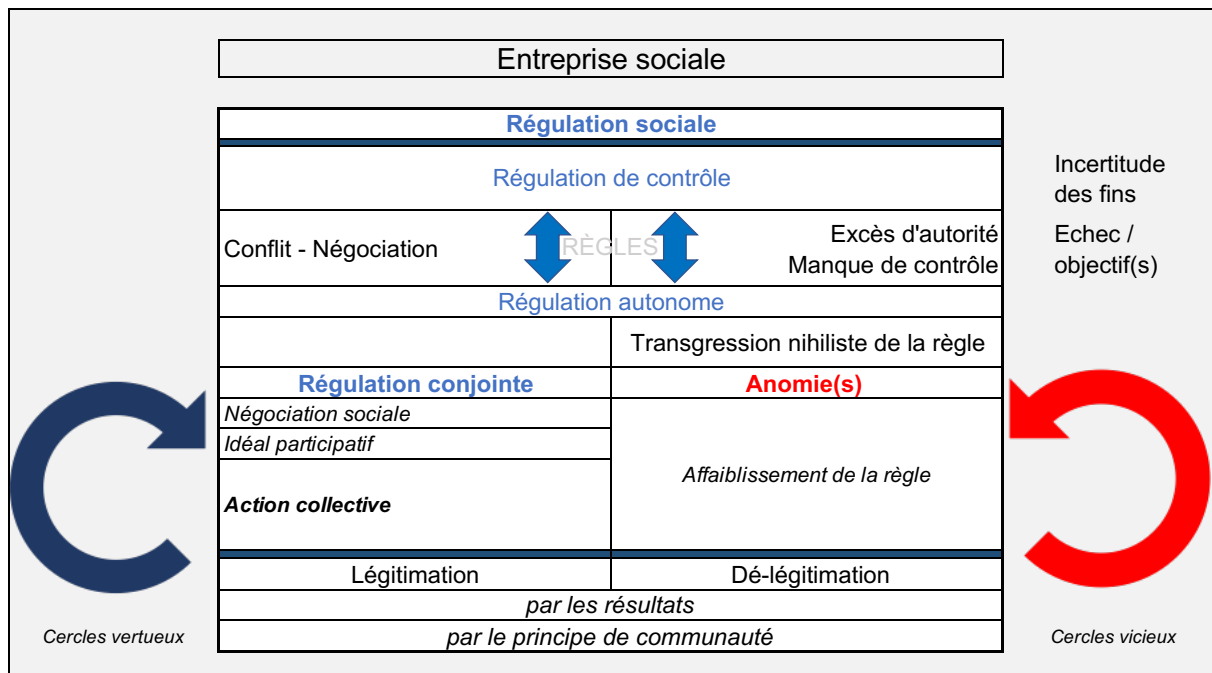 Entreprise sociale
Régulation sociale
Régulation de contrôle
Incertitude
des fins
Conflit - Négociation
RÈGLES
Excès d'autorité
Manque de contrôle
Echec /
objectif(s)
Régulation autonome
Transgression nihiliste de la règle
Régulation conjointe
Anomie(s)
Négociation sociale
Idéal participatif
Affaiblissement de la règle
Action collective
Légitimation
Dé-légitimation
par les résultats
par le principe de communauté
Cercles vertueux
Cercles vicieux